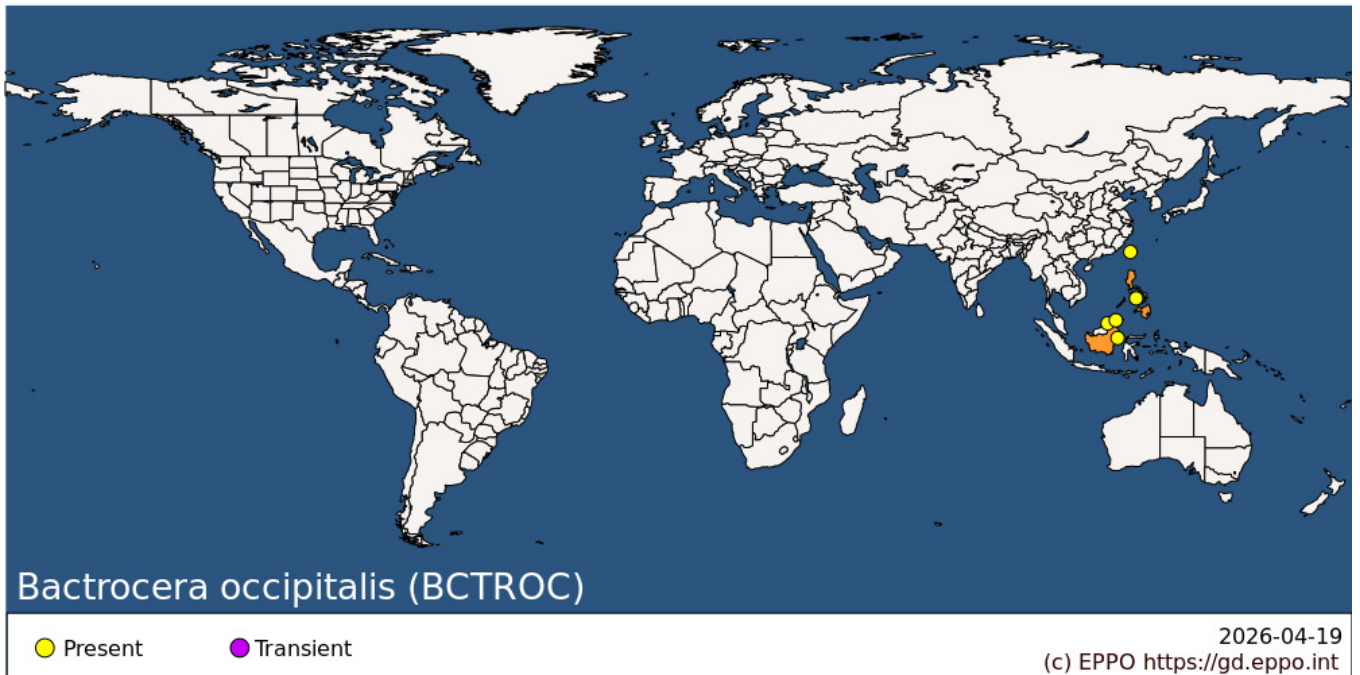 Bactrocera occipitalis (BCTROC)
Present
Transient
2026-04-19
(c) EPPO https://gd.eppo.int